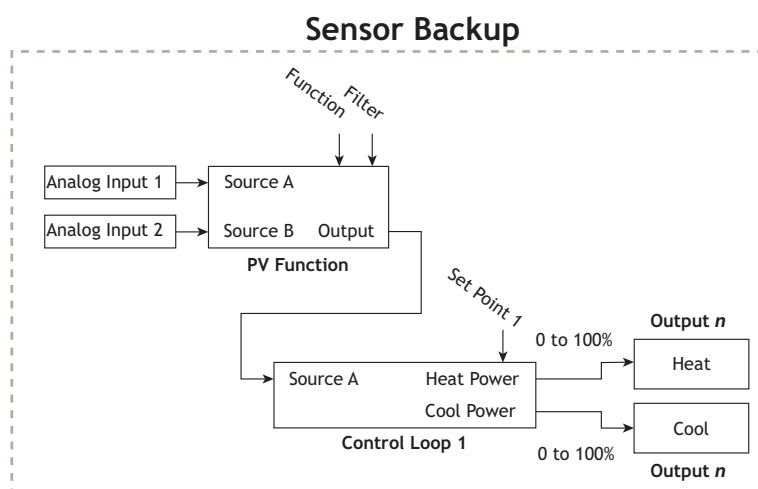 Sensor Backup
Function
Filter
Analog Input 1
Source A
Analog Input 2
Source B
Output
PV Function
Set Point 1
Output n
0 to 100%
Source A
Heat Power
Heat
Cool Power
Cool
Control Loop 1
0 to 100%
Output n